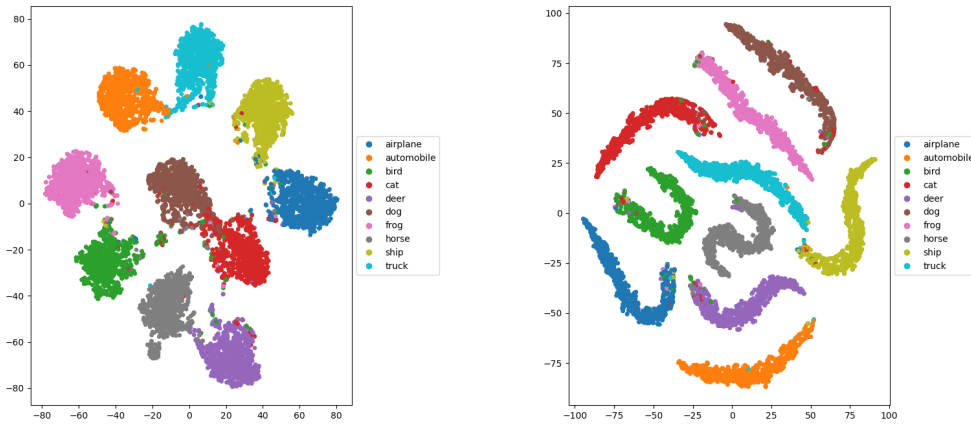 80
60
40
20
0
−20
−40
−60
−80
−80 −60 −40 −20 0 20 40 60 80
airplane
automobile
bird
cat
deer
dog
frog
horse
ship
truck
100
75
50
25
0
−25
−50
−75
−100 −75 −50 −25 0 25 50 75 100
airplane
automobile
bird
cat
deer
dog
frog
horse
ship
truck